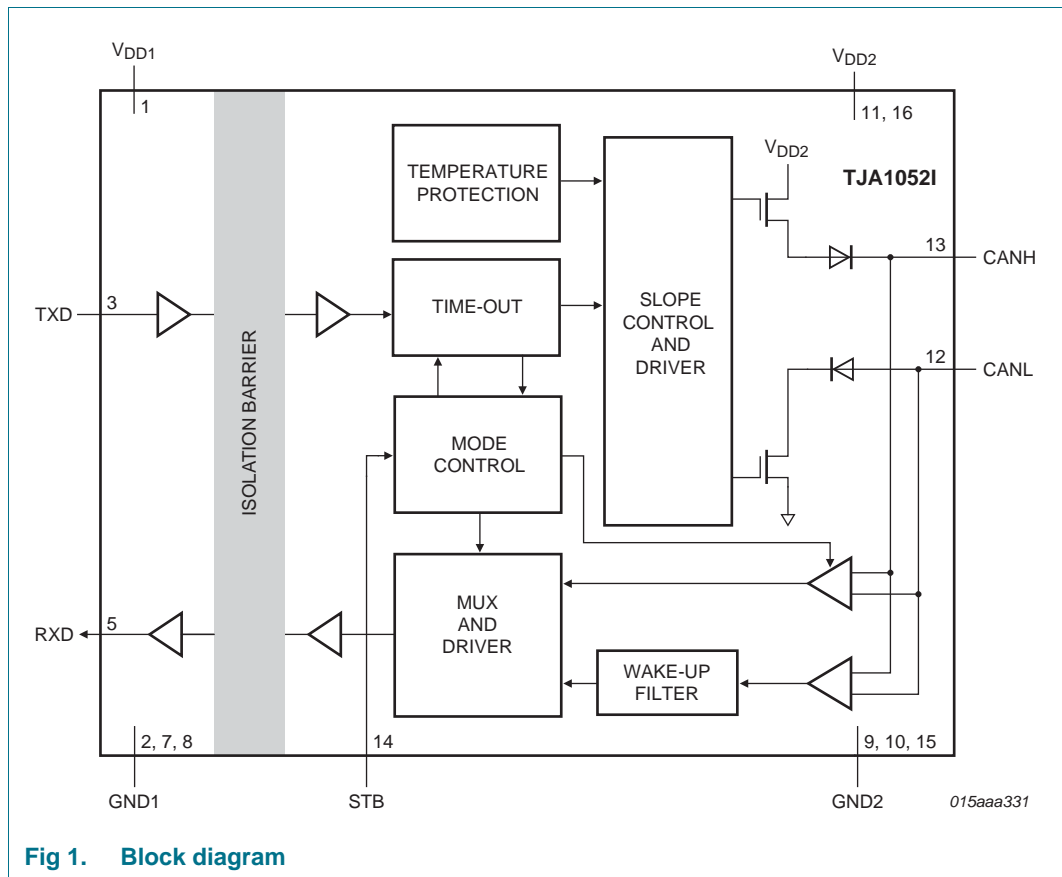 VDD1
VDD2
1
11, 16
TEMPERATURE
PROTECTION
VDD2
TJA1052I
13
CANH
TXD
3
TIME-OUT
SLOPE
CONTROL
AND
DRIVER
12
CANL
ISOLATION BARRIER
MODE
CONTROL
MUX
AND
DRIVER
RXD
5
WAKE-UP
FILTER
2, 7, 8
14
9, 10, 15
GND1
STB
GND2
015aaa331
Fig 1. Block diagram